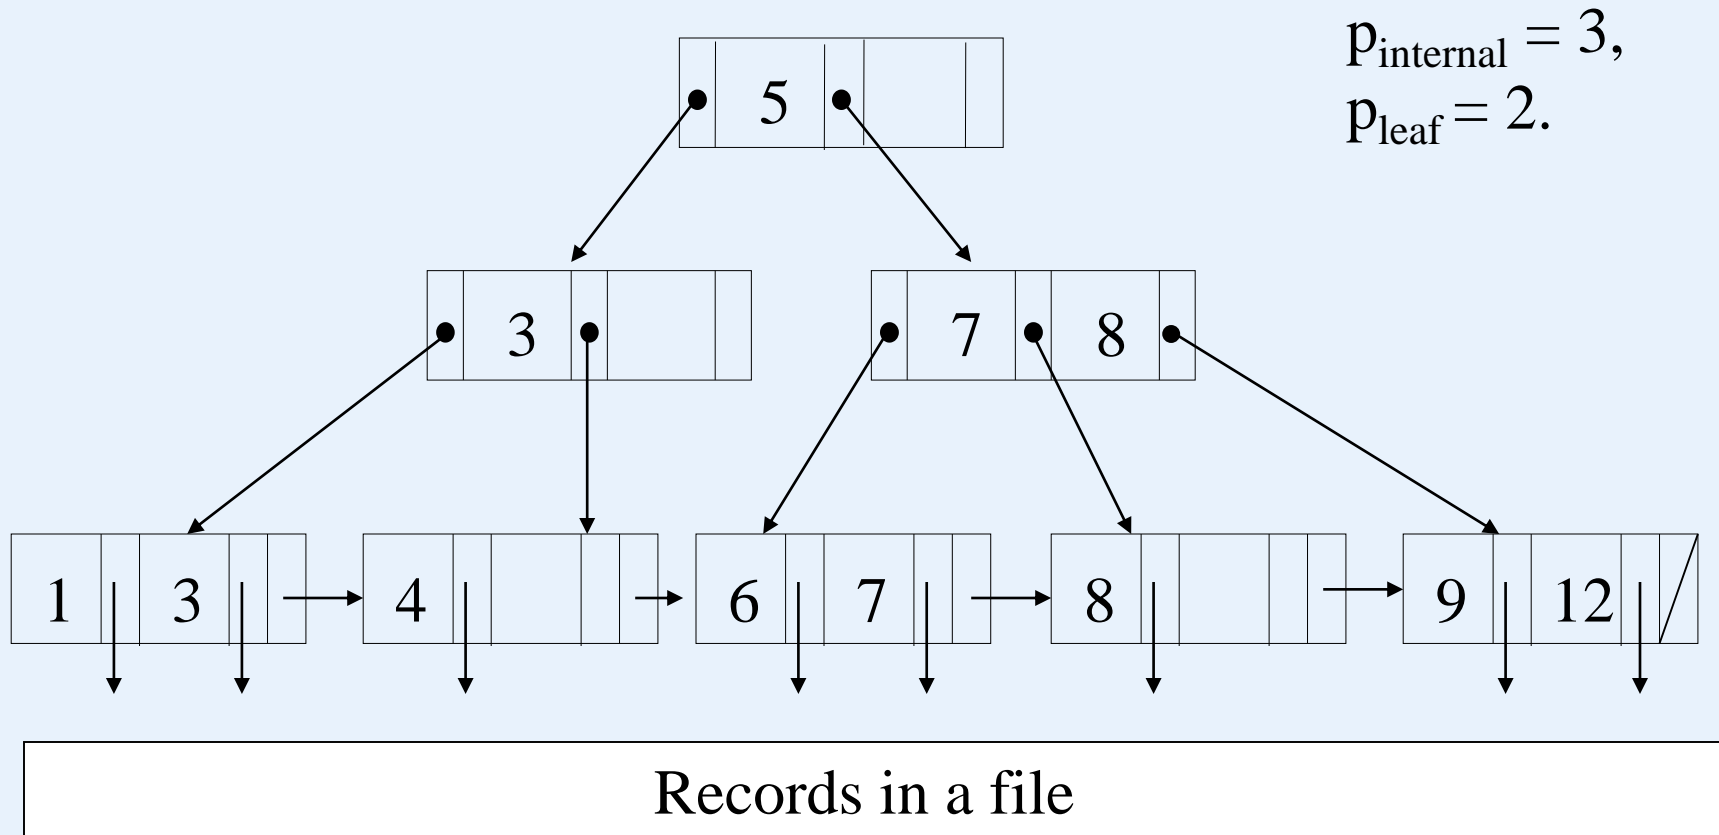 p_internal = 3,
p_leaf = 2.
5
3
7 8
1 3 4 6 7 8 9 12
Records in a file